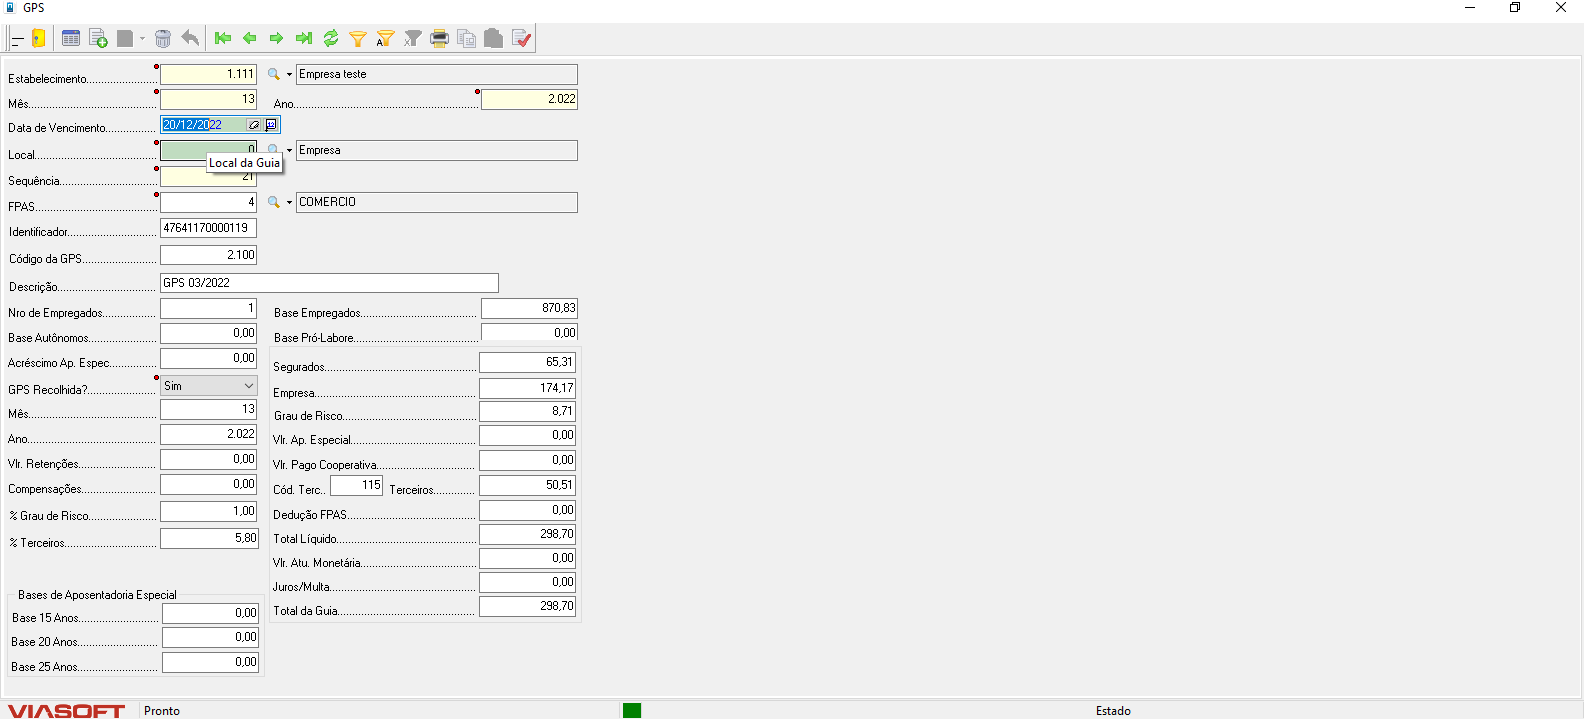 GPS
Estabelecimento 1.111 Empresa teste
Mês 13 Ano 2.022
Data de Vencimento 20/12/2022
Local 0 Empresa
Local da Guia
Sequência 21
FPAS 4 COMERCIO
Identificador 47641170000119
Código da GPS 2.100
Descrição GPS 03/2022
Nro de Empregados 1 Base Empregados 870,83
Base Autônomos 0,00 Base Pró-Labore 0,00
Acréscimo Ap. Espec. 0,00 Segurados 65,31
GPS Recolhida? Sim Empresa 174,17
Mês 13 Grau de Risco 8,71
Ano 2.022 Vlr. Ap. Especial 0,00
Vlr. Retenções 0,00 Vlr. Pago Cooperativa 0,00
Compensações 0,00 Cód. Terc.. 115 Terceiros 50,51
% Grau de Risco 1,00 Dedução FPAS 0,00
% Terceiros 5,80 Total Líquido 298,70
Vlr. Atu. Monetária 0,00
Juros/Multa 0,00
Total da Guia 298,70
Bases de Aposentadoria Especial
Base 15 Anos 0,00
Base 20 Anos 0,00
Base 25 Anos 0,00
VIASOFT Pronto Estado